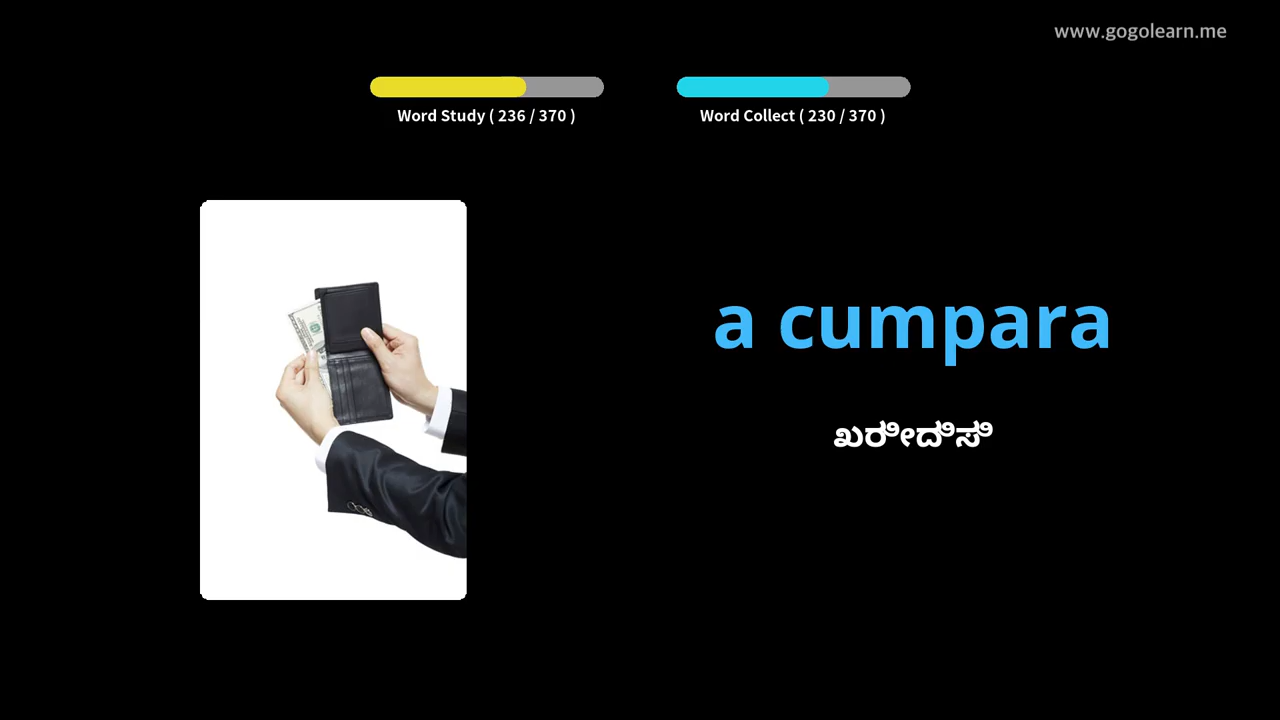 www.gogolearn.me
Word Study ( 236 / 370 )
Word Collect ( 230 / 370 )
a cumpara
ಖರೀದಿಸಿ